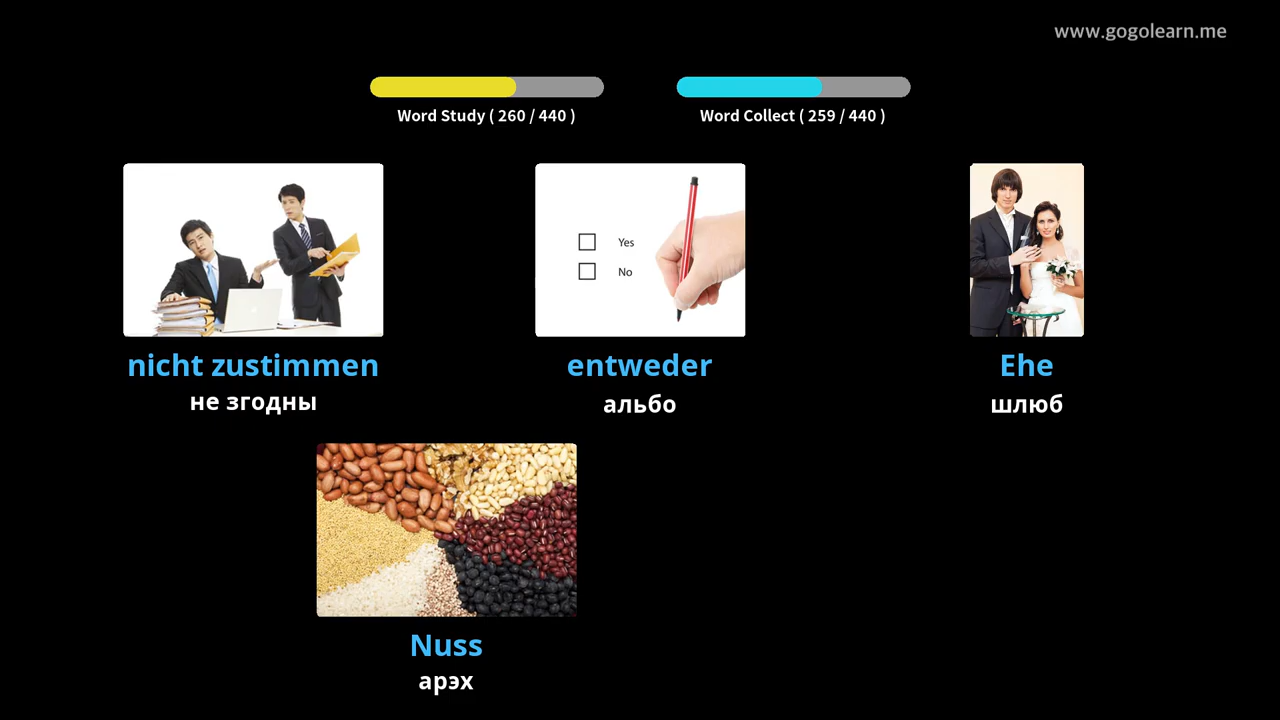 www.gogolearn.me
Word Study ( 260 / 440 )
Word Collect ( 259 / 440 )
Yes
No
nicht zustimmen
не згодны
entweder
альбо
Ehe
шлюб
Nuss
арэх